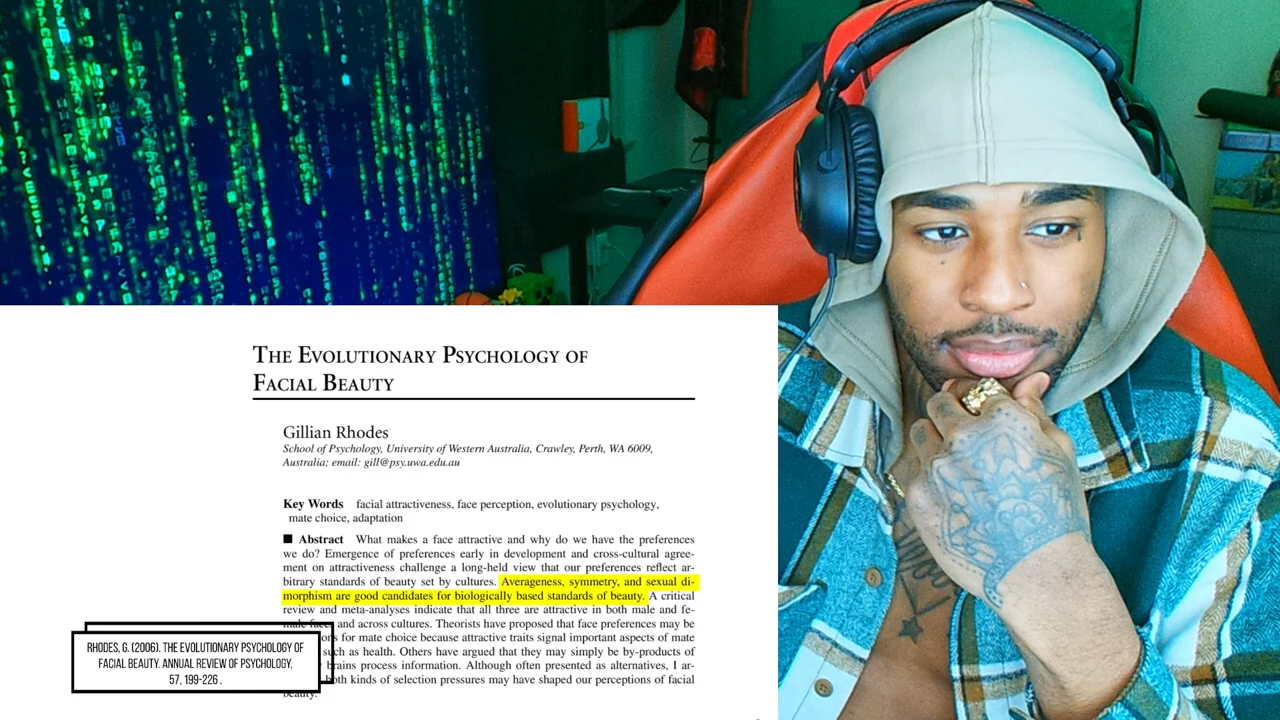 THE EVOLUTIONARY PSYCHOLOGY OF
FACIAL BEAUTY
Gillian Rhodes
School of Psychology, University of Western Australia, Crawley, Perth, WA 6009,
Australia; email: gill@psy.uwa.edu.au
Key Words facial attractiveness, face perception, evolutionary psychology,
mate choice, adaptation
■ Abstract What makes a face attractive and why do we have the preferences
we do? Emergence of preferences early in development and cross-cultural agree-
ment on attractiveness challenge a long-held view that our preferences reflect ar-
bitrary standards of beauty set by cultures. Averageness, symmetry, and sexual di-
morphism are good candidates for biologically based standards of beauty. A critical
review and meta-analyses indicate that all three are attractive in both male and fe-
and across cultures. Theorists have proposed that face preferences may be
for mate choice because attractive traits signal important aspects of mate
such as health. Others have argued that they may simply be by-products of
brains process information. Although often presented as alternatives, I ar-
both kinds of selection pressures may have shaped our perceptions of facial
beauty.
RHODES, G. (2006). THE EVOLUTIONARY PSYCHOLOGY OF
FACIAL BEAUTY. ANNUAL REVIEW OF PSYCHOLOGY,
57, 199-226 .